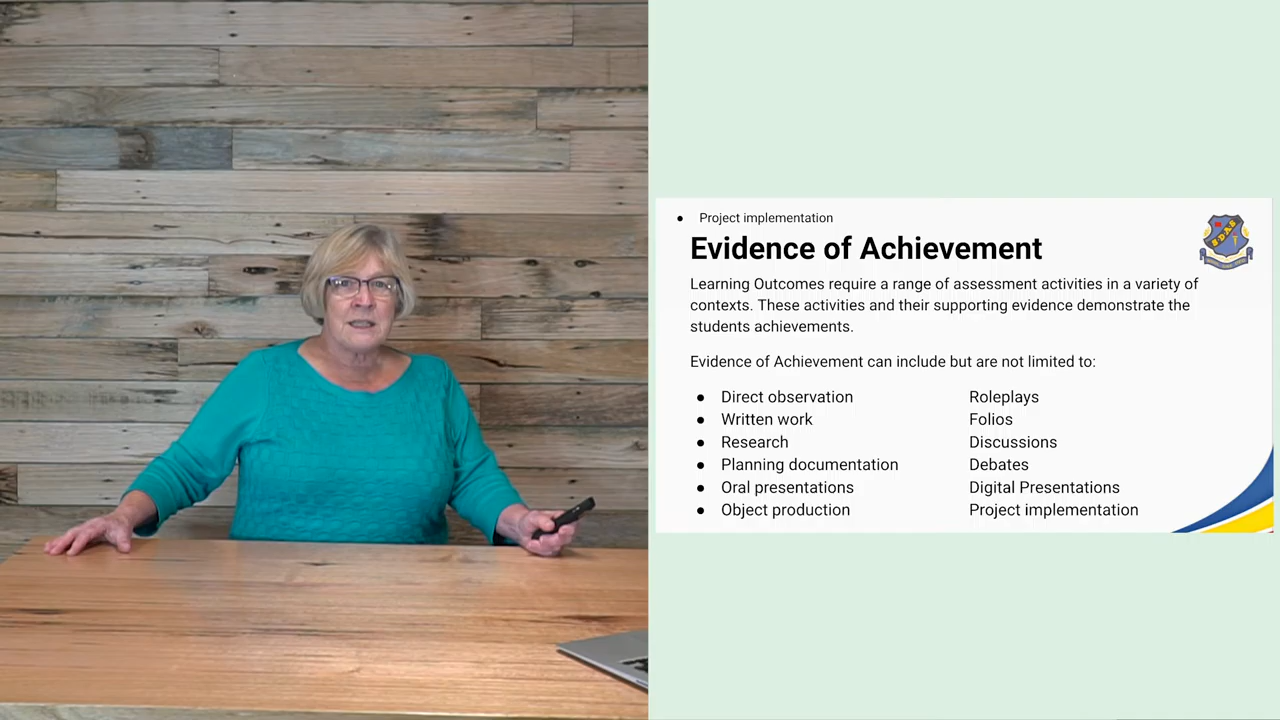 ● Project implementation
Evidence of Achievement
Learning Outcomes require a range of assessment activities in a variety of
contexts. These activities and their supporting evidence demonstrate the
students achievements.
Evidence of Achievement can include but are not limited to:
● Direct observation Roleplays
● Written work Folios
● Research Discussions
● Planning documentation Debates
● Oral presentations Digital Presentations
● Object production Project implementation